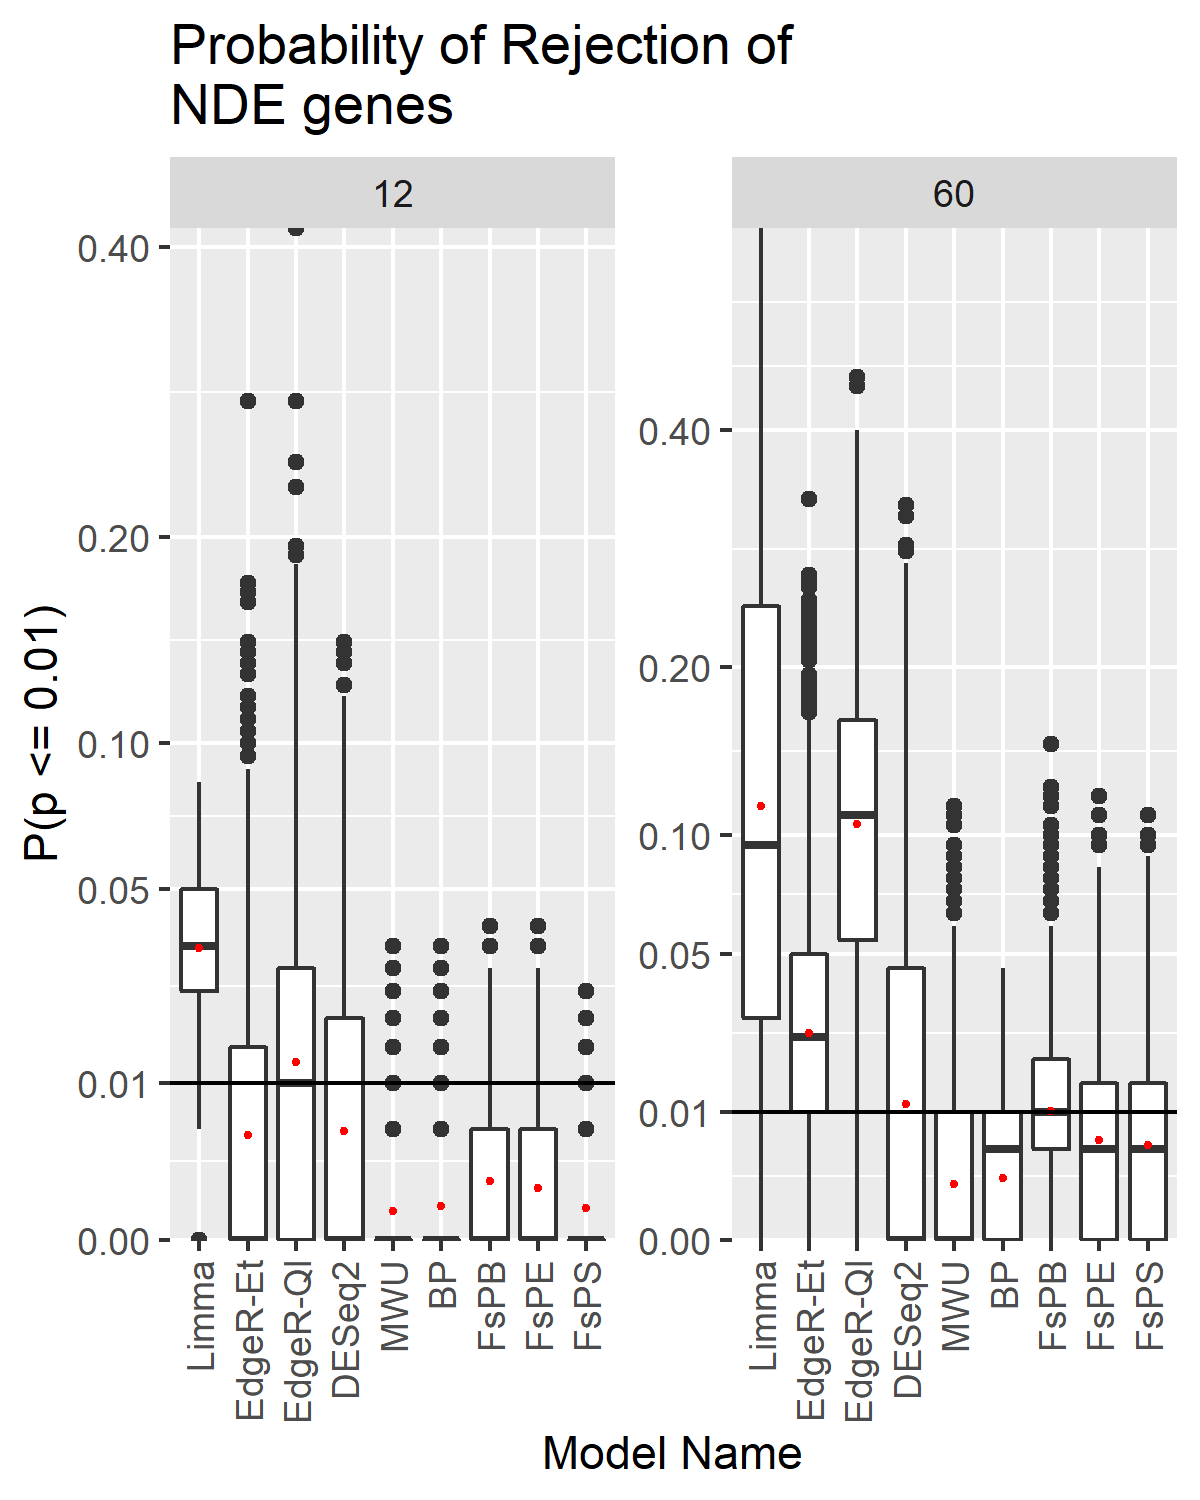 Probability of Rejection of
NDE genes
12
60
P(p <= 0.01)
0.40
0.20
0.10
0.05
0.01
0.00
0.40
0.20
0.10
0.05
0.01
0.00
Limma
EdgeR-Et
EdgeR-Ql
DESeq2
MWU
BP
FsPB
FsPE
FsPS
Limma
EdgeR-Et
EdgeR-Ql
DESeq2
MWU
BP
FsPB
FsPE
FsPS
Model Name